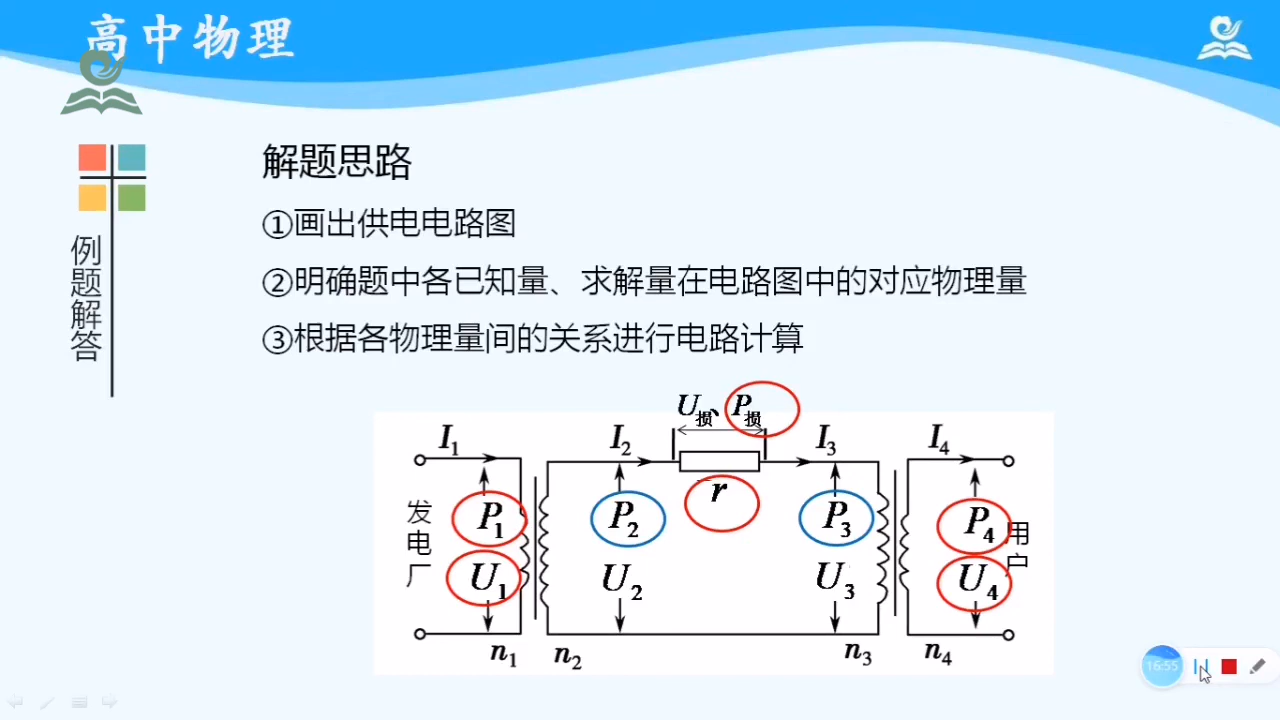 高中物理
例题解答
解题思路
①画出供电电路图
②明确题中各已知量、求解量在电路图中的对应物理量
③根据各物理量间的关系进行电路计算
U损、P损
I1 I2 I3 I4
r
发电厂 P1 P2 P3 P4 用户
U1 U2 U3 U4
n1 n2 n3 n4
16:55